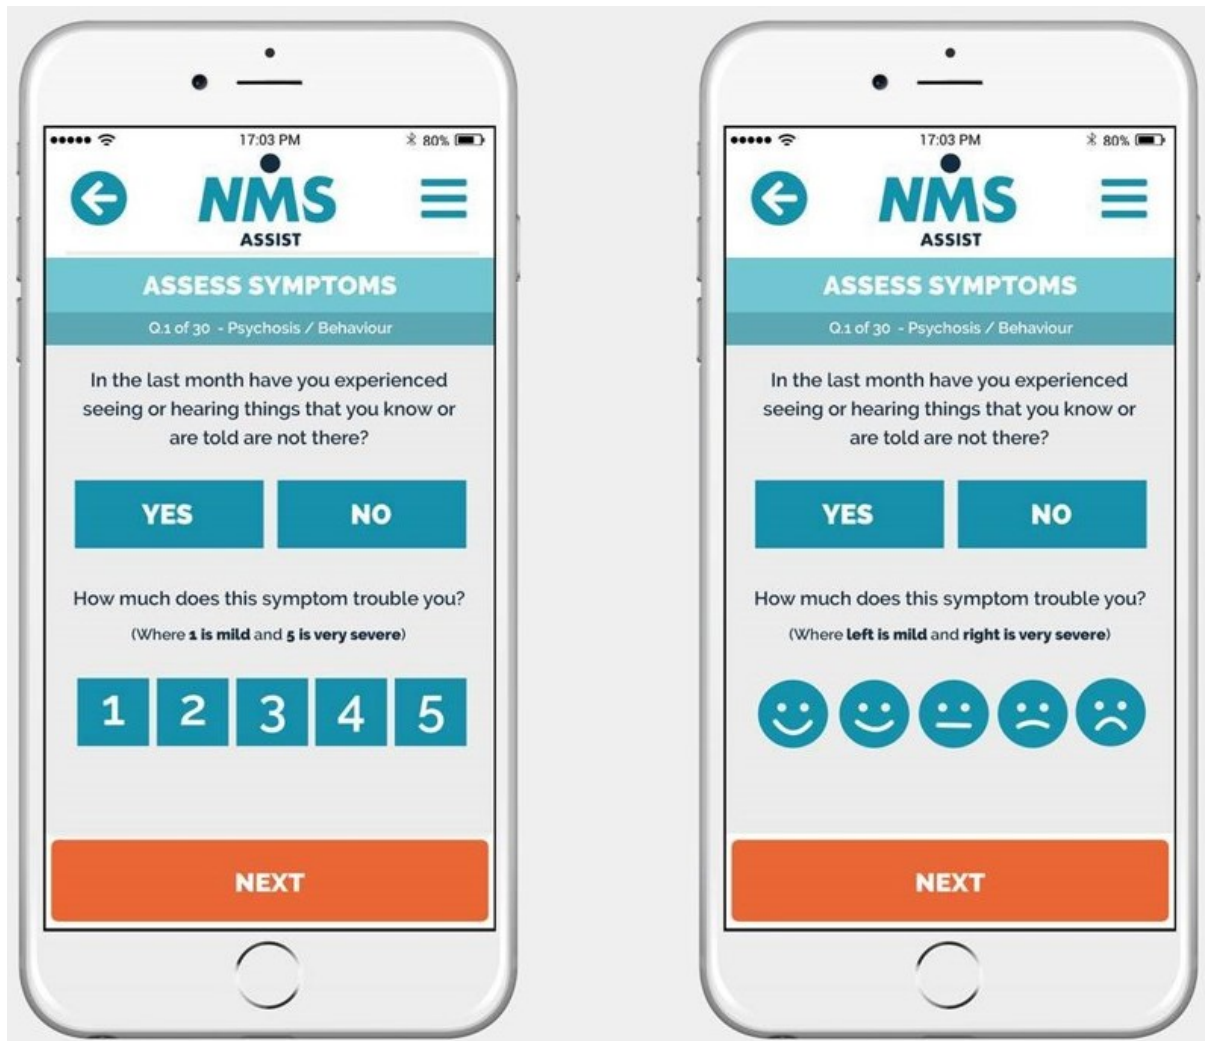 17:03 PM
80%
NMS
ASSIST
ASSESS SYMPTOMS
Q.1 of 30 - Psychosis / Behaviour
In the last month have you experienced
seeing or hearing things that you know or
are told are not there?
YES NO
How much does this symptom trouble you?
(Where 1 is mild and 5 is very severe)
1 2 3 4 5
NEXT
17:03 PM
80%
NMS
ASSIST
ASSESS SYMPTOMS
Q.1 of 30 - Psychosis / Behaviour
In the last month have you experienced
seeing or hearing things that you know or
are told are not there?
YES NO
How much does this symptom trouble you?
(Where left is mild and right is very severe)
NEXT